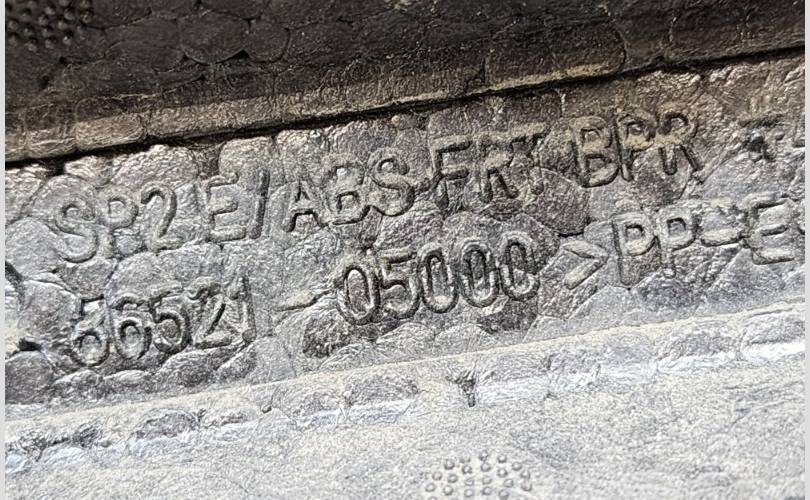 SP2 E/ABS FRT BPR
86521-05000 >PP-E